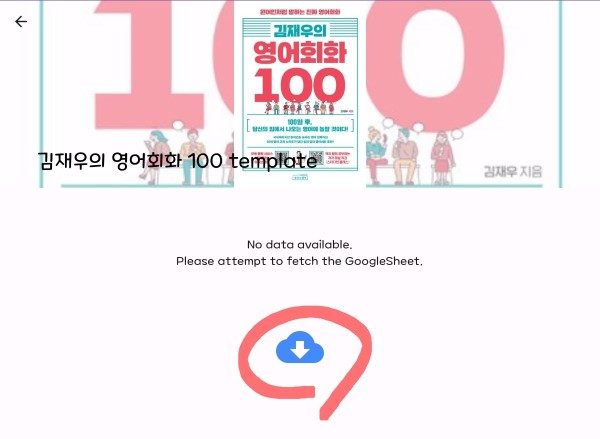 원어민처럼 말하는 진짜 영어회화
김재우의
영어회화
100
100일 후,
당신의 입에서 나오는 영어에 놀랄 것이다!
김재우의 영어회화 100 template
김재우 지음
No data available.
Please attempt to fetch the GoogleSheet.